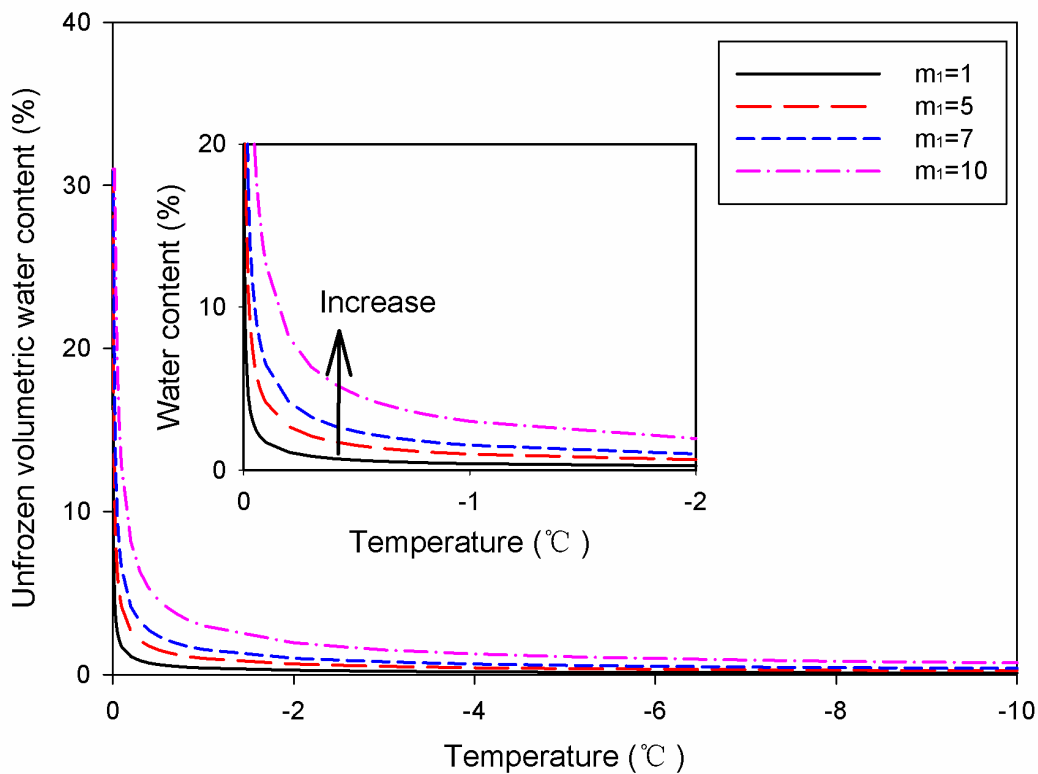 Unfrozen volumetric water content (%)
40
30
20
10
0
m₁=1
m₁=5
m₁=7
m₁=10
Water content (%)
20
10
0
Increase
0 -1 -2
Temperature (℃ )
0 -2 -4 -6 -8 -10
Temperature (℃ )